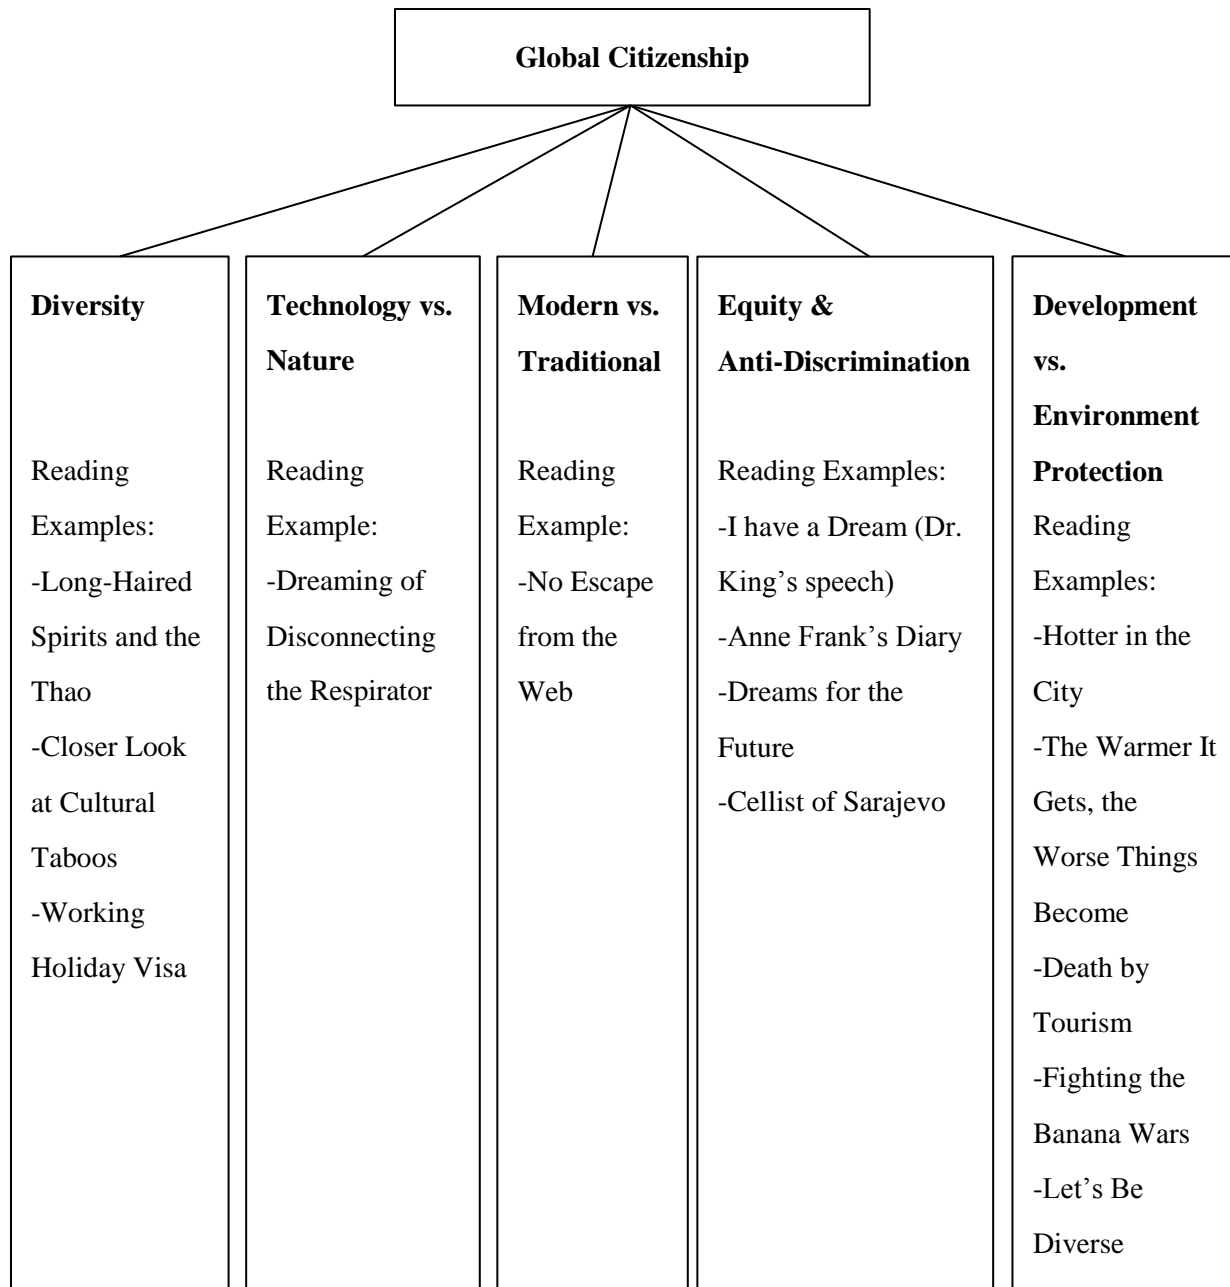 Global Citizenship
Diversity
Reading
Examples:
-Long-Haired
Spirits and the
Thao
-Closer Look
at Cultural
Taboos
-Working
Holiday Visa
Technology vs.
Nature
Reading
Example:
-Dreaming of
Disconnecting
the Respirator
Modern vs.
Traditional
Reading
Example:
-No Escape
from the
Web
Equity &
Anti-Discrimination
Reading Examples:
-I have a Dream (Dr.
King’s speech)
-Anne Frank’s Diary
-Dreams for the
Future
-Cellist of Sarajevo
Development
vs.
Environment
Protection
Reading
Examples:
-Hotter in the
City
-The Warmer It
Gets, the
Worse Things
Become
-Death by
Tourism
-Fighting the
Banana Wars
-Let’s Be
Diverse